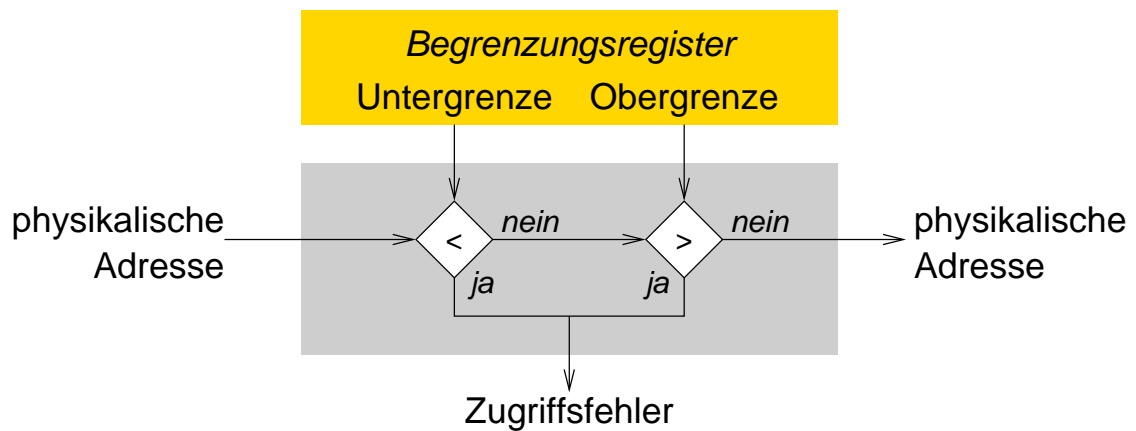 Begrenzungsregister
Untergrenze Obergrenze
physikalische
Adresse
<
nein
ja
>
nein
ja
physikalische
Adresse
Zugriffsfehler